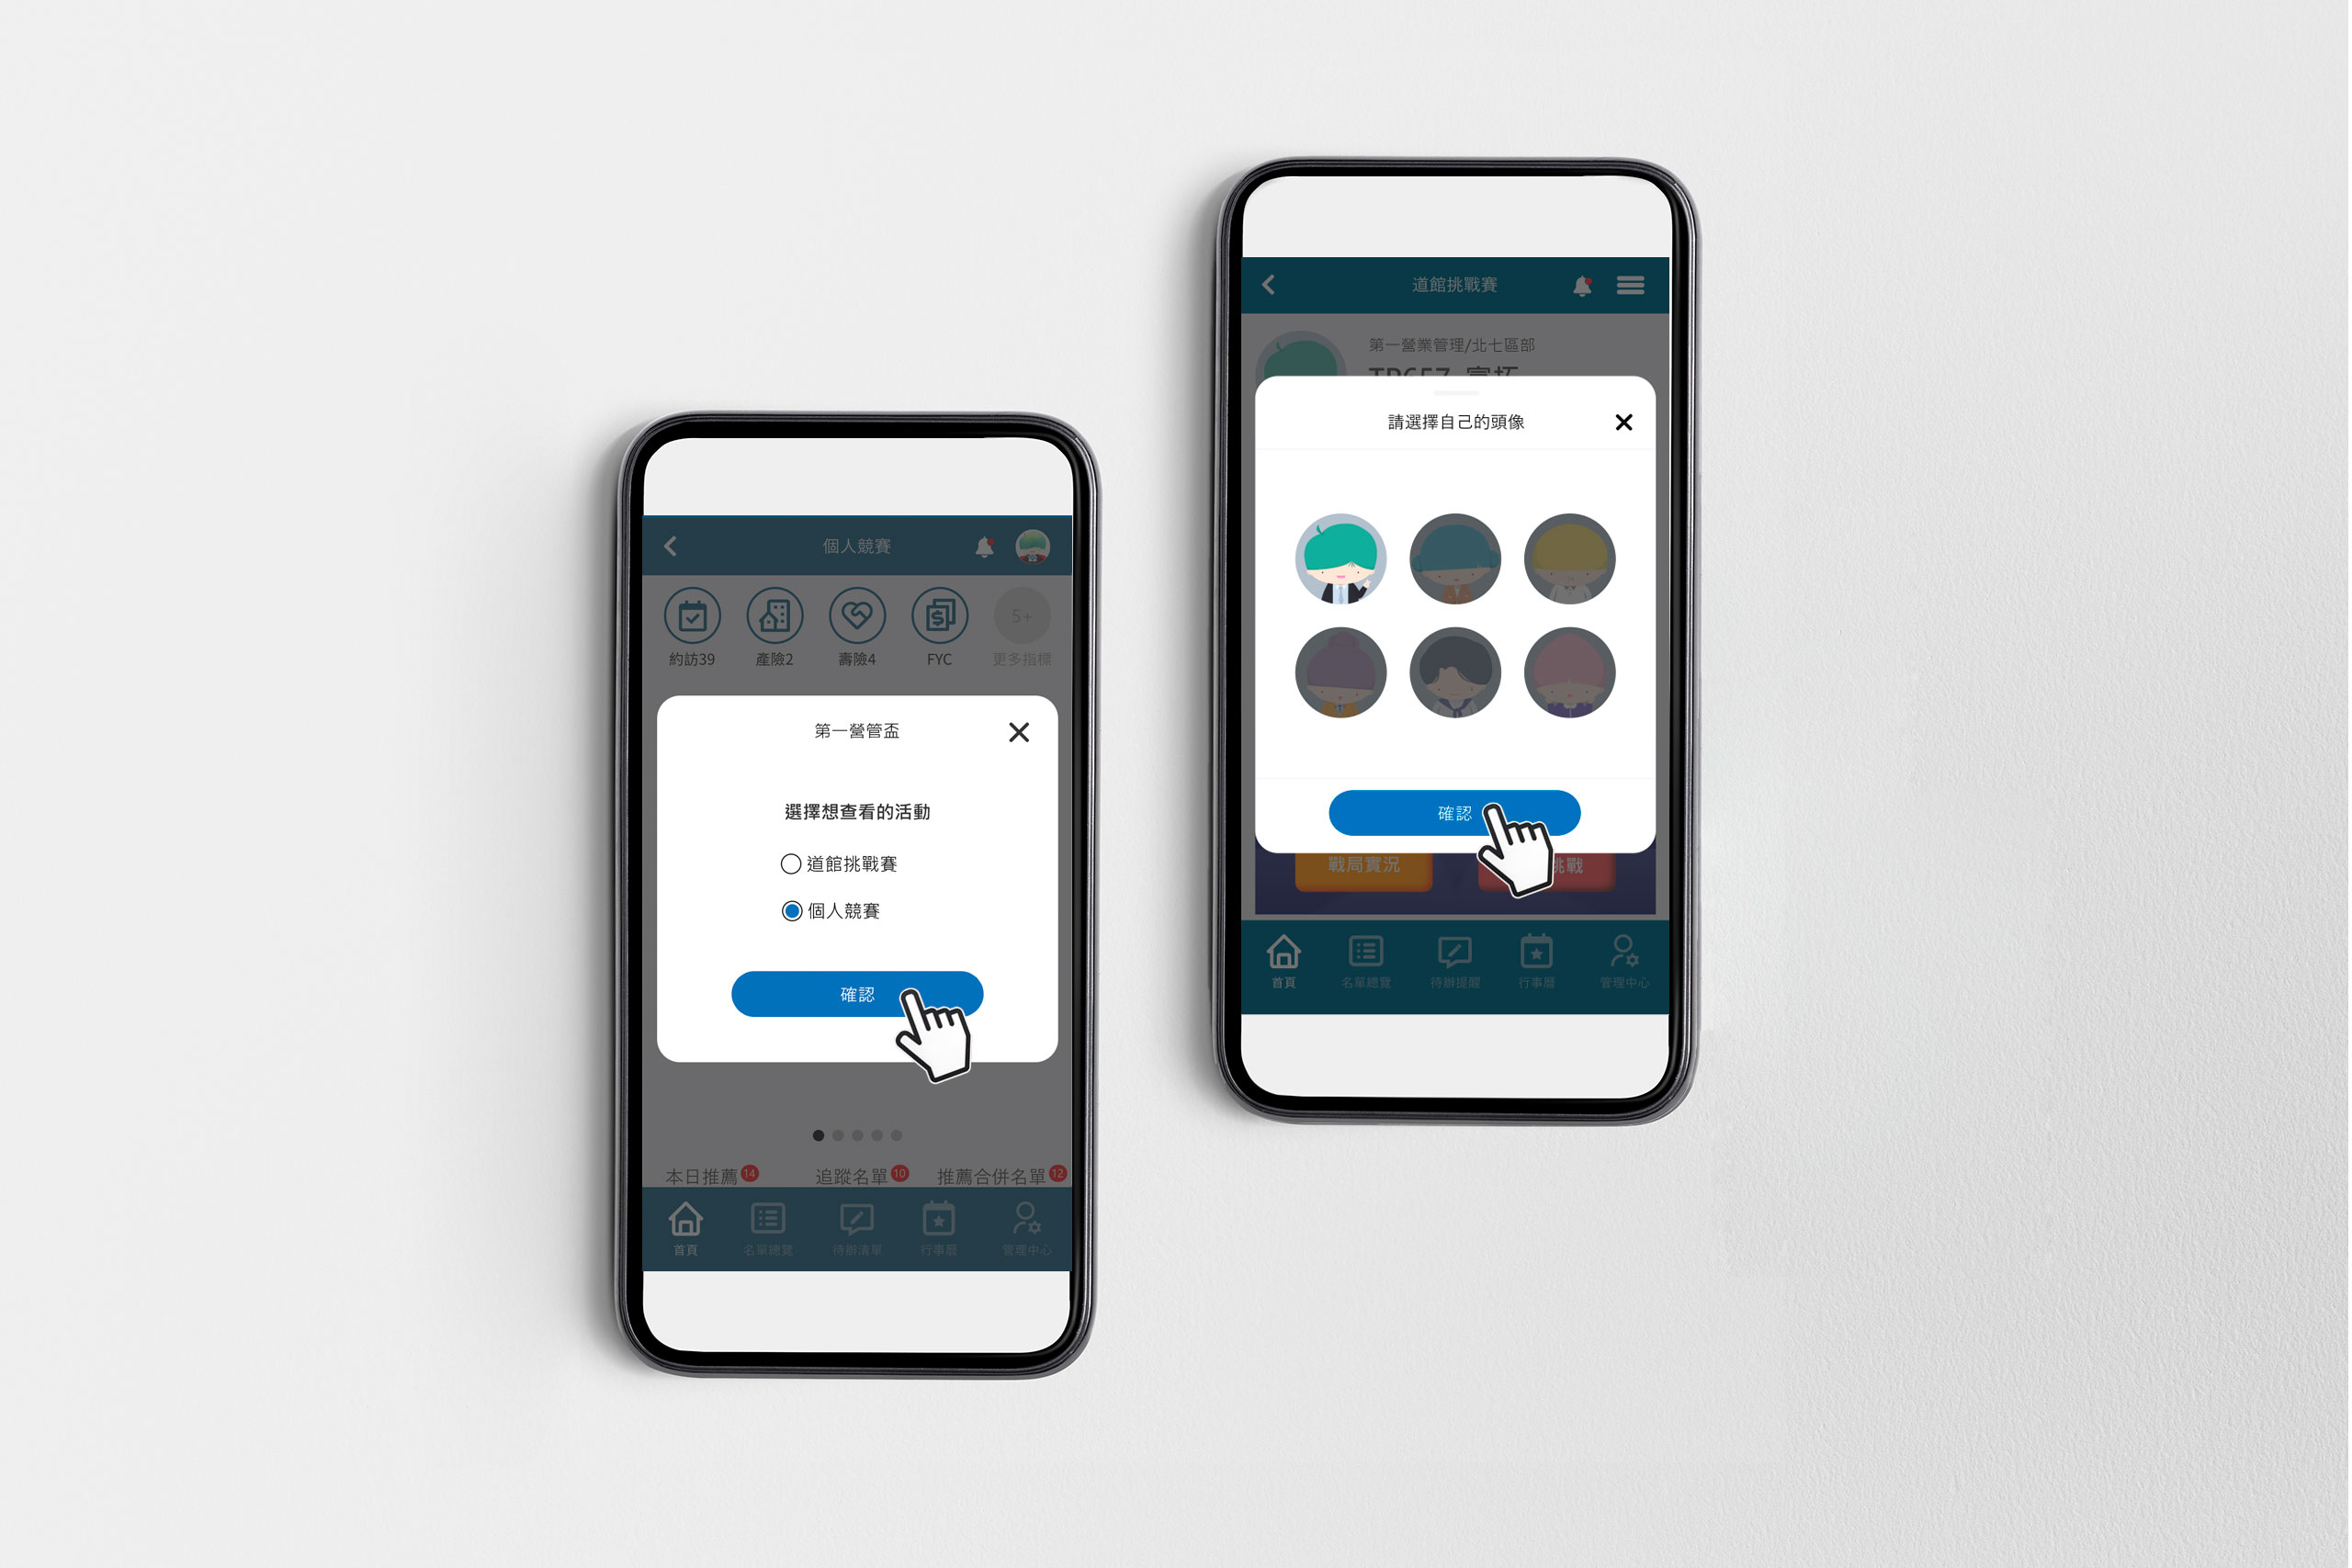 個人競賽
5+
約訪39
產險2
壽險4
FYC
更多指標
第一營管盃
選擇想查看的活動
道館挑戰賽
個人競賽
確認
本日推薦 14
追蹤名單 10
推薦合併名單 12
首頁
名單總覽
待辦清單
行事曆
管理中心
道館挑戰賽
第一營業管理/北七區部
請選擇自己的頭像
確認
戰局實況
挑戰
首頁
名單總覽
待辦提醒
行事曆
管理中心